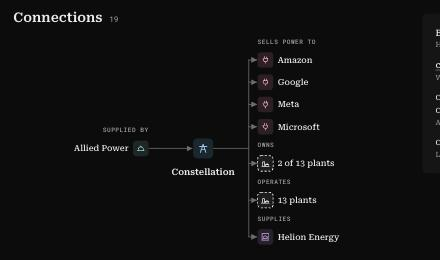 Connections 19
SELLS POWER TO
Amazon
Google
Meta
SUPPLIED BY
Microsoft
OWNS
Allied Power
2 of 13 plants
Constellation
OPERATES
13 plants
SUPPLIES
Helion Energy